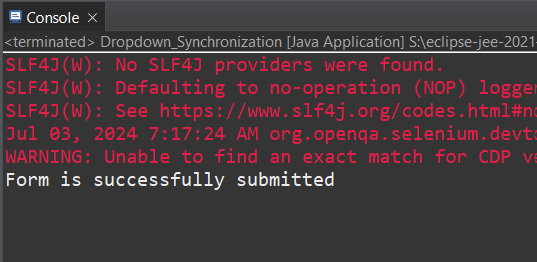 Console
<terminated> Dropdown_Synchronization [Java Application] S:\eclipse-jee-2021-
SLF4J(W): No SLF4J providers were found.
SLF4J(W): Defaulting to no-operation (NOP) logge
SLF4J(W): See https://www.slf4j.org/codes.html#no
Jul 03, 2024 7:17:24 AM org.openqa.selenium.devto
WARNING: Unable to find an exact match for CDP ve
Form is successfully submitted